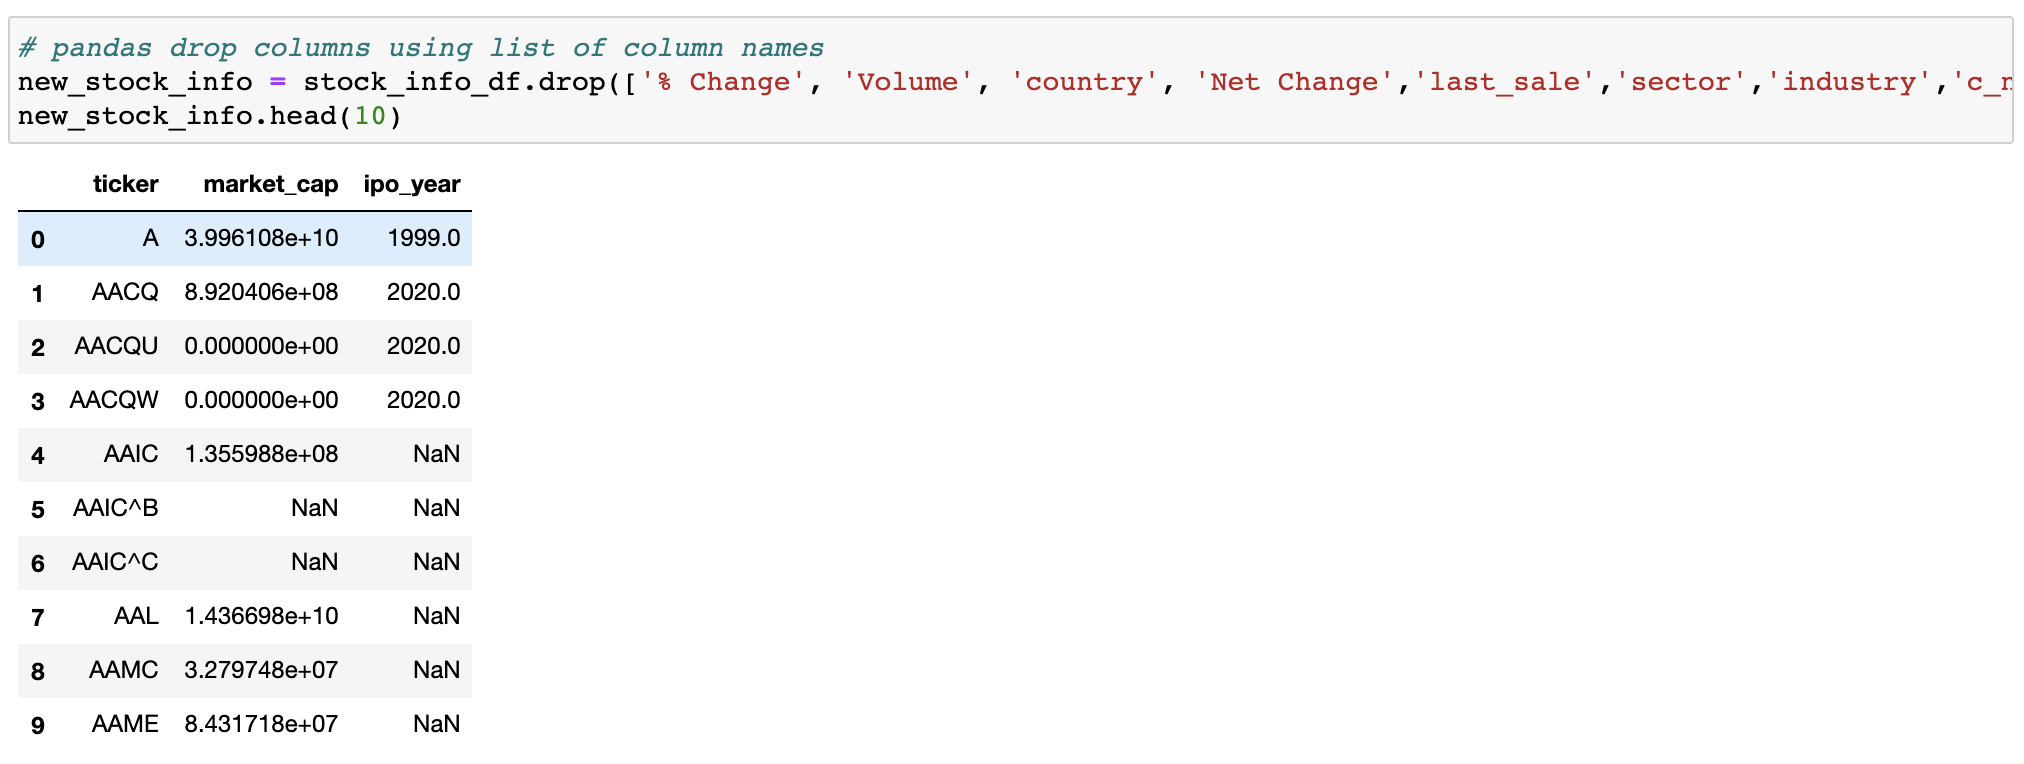 # pandas drop columns using list of column names
new_stock_info = stock_info_df.drop(['% Change', 'Volume', 'country', 'Net Change','last_sale','sector','industry','c_n
new_stock_info.head(10)
ticker market_cap ipo_year
0 A 3.996108e+10 1999.0
1 AACQ 8.920406e+08 2020.0
2 AACQU 0.000000e+00 2020.0
3 AACQW 0.000000e+00 2020.0
4 AAIC 1.355988e+08 NaN
5 AAIC^B NaN NaN
6 AAIC^C NaN NaN
7 AAL 1.436698e+10 NaN
8 AAMC 3.279748e+07 NaN
9 AAME 8.431718e+07 NaN